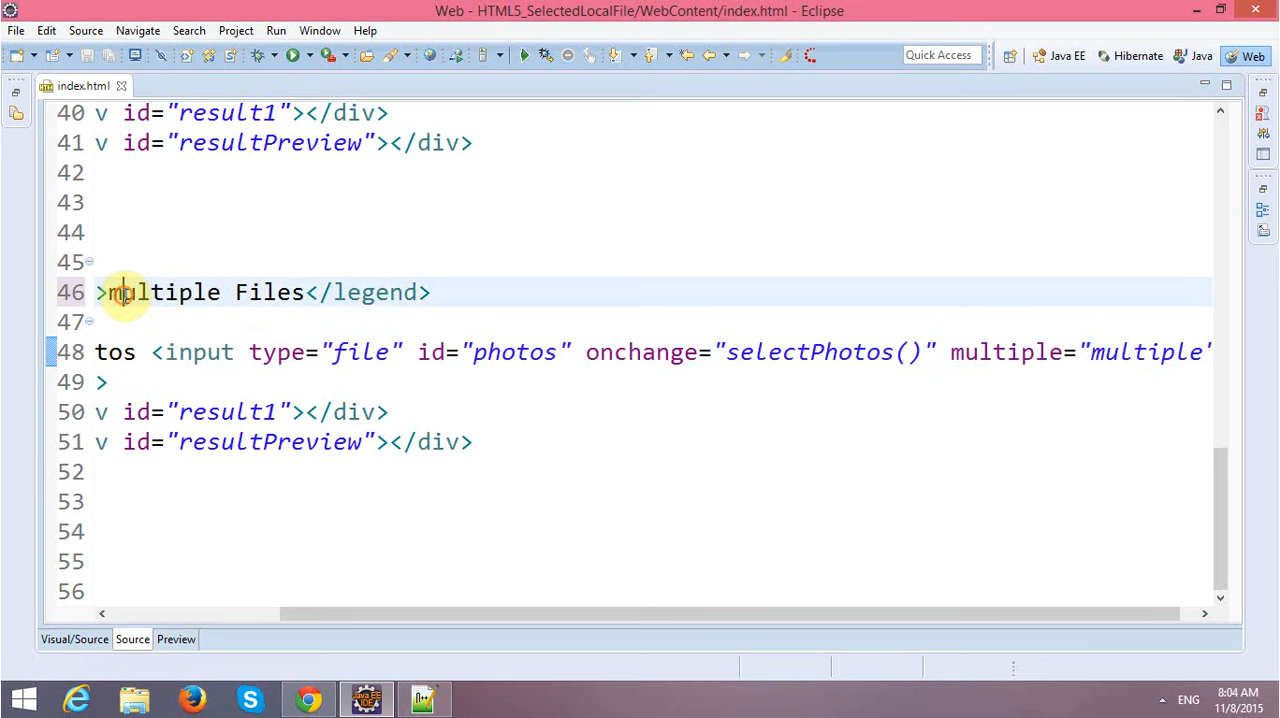 Web - HTML5_SelectedLocalFile/WebContent/index.html - Eclipse
File Edit Source Navigate Search Project Run Window Help
Quick Access Java EE Hibernate Java Web
index.html
40 v id="result1"></div>
41 v id="resultPreview"></div>
42
43
44
45
46 >multiple Files</legend>
47
48 tos <input type="file" id="photos" onchange="selectPhotos()" multiple="multiple"
49 >
50 v id="result1"></div>
51 v id="resultPreview"></div>
52
53
54
55
56
Visual/Source Source Preview
ENG
8:04 AM
11/8/2015